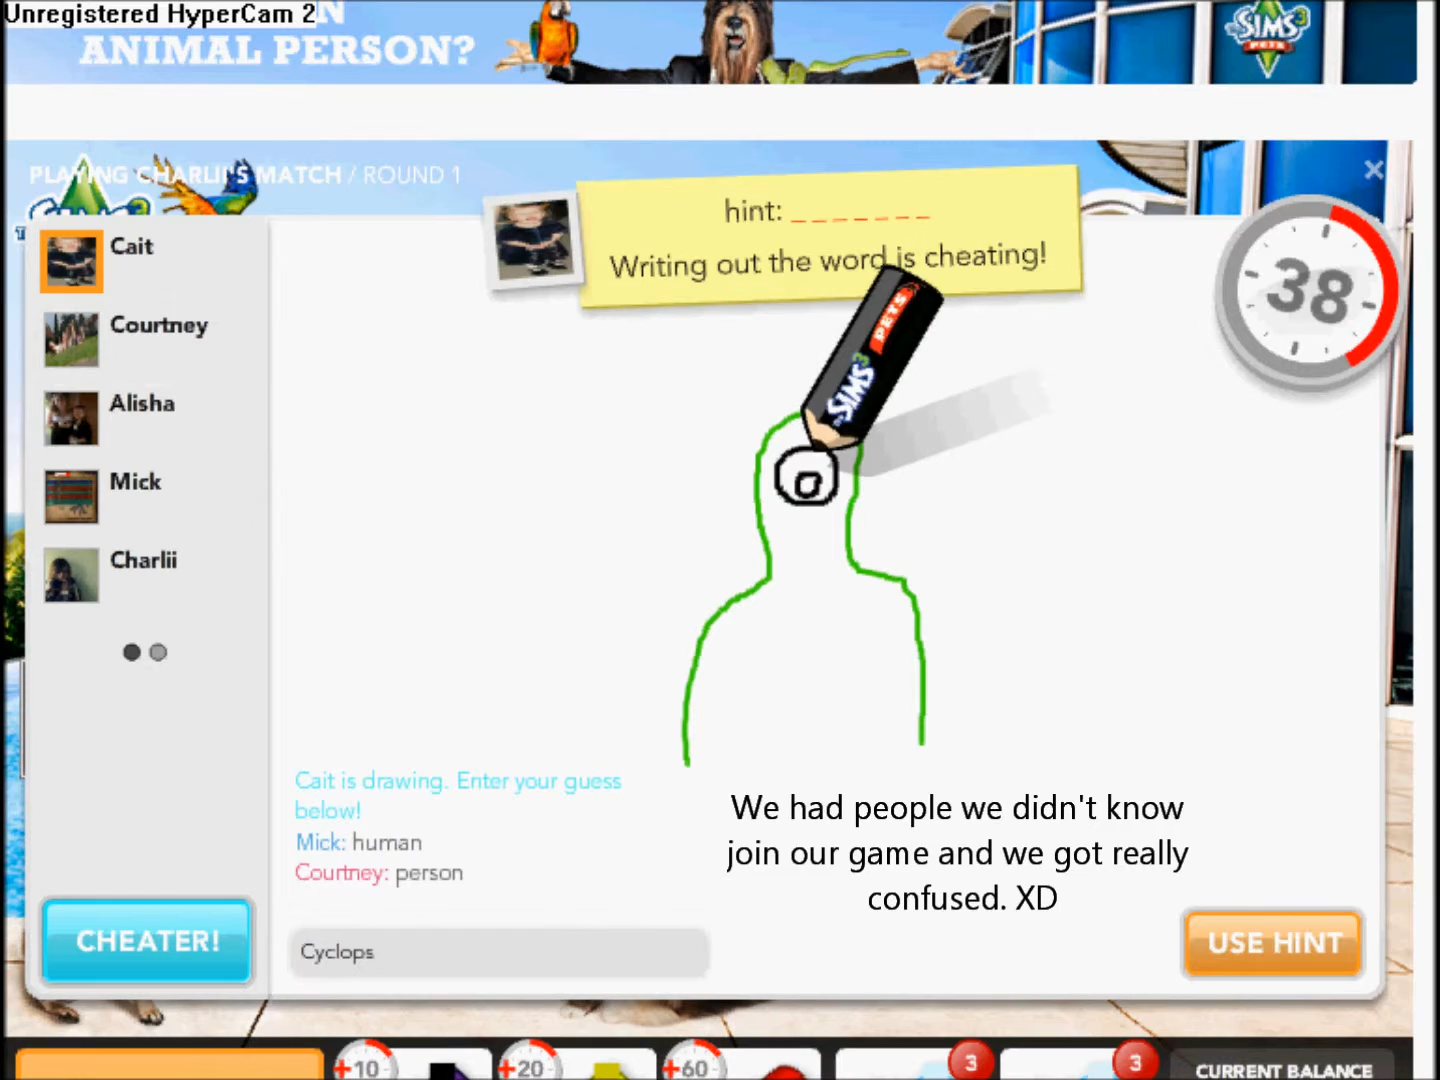 Unregistered HyperCam 2
ANIMAL PERSON?
SIMS 3
PETS
PLAYING CHARLII'S MATCH / ROUND 1
SIMS 3
hint: _ _ _ _ _ _ _
Writing out the word is cheating!
38
Cait
Courtney
Alisha
Mick
Charlii
PETS
SIMS 3
Cait is drawing. Enter your guess
below!
Mick: human
Courtney: person
We had people we didn't know
join our game and we got really
confused. XD
CHEATER!
Cyclops
USE HINT
+10
+20
+60
3
3
CURRENT BALANCE